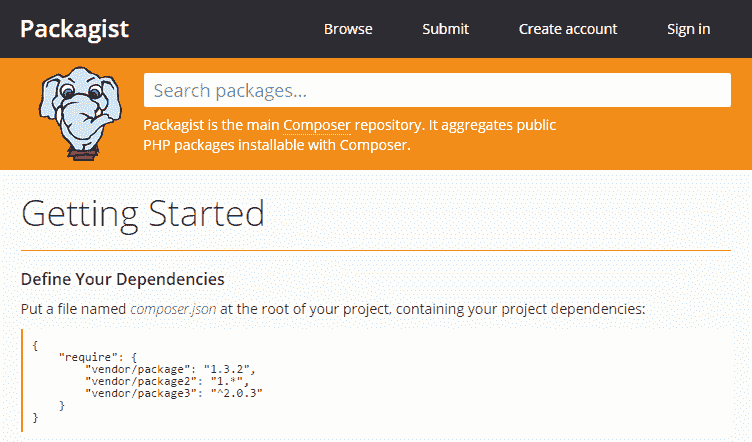 Packagist Browse Submit Create account Sign in
Search packages...
Packagist is the main Composer repository. It aggregates public
PHP packages installable with Composer.
Getting Started
Define Your Dependencies
Put a file named composer.json at the root of your project, containing your project dependencies:
{
    "require": {
        "vendor/package": "1.3.2",
        "vendor/package2": "1.*",
        "vendor/package3": "^2.0.3"
    }
}